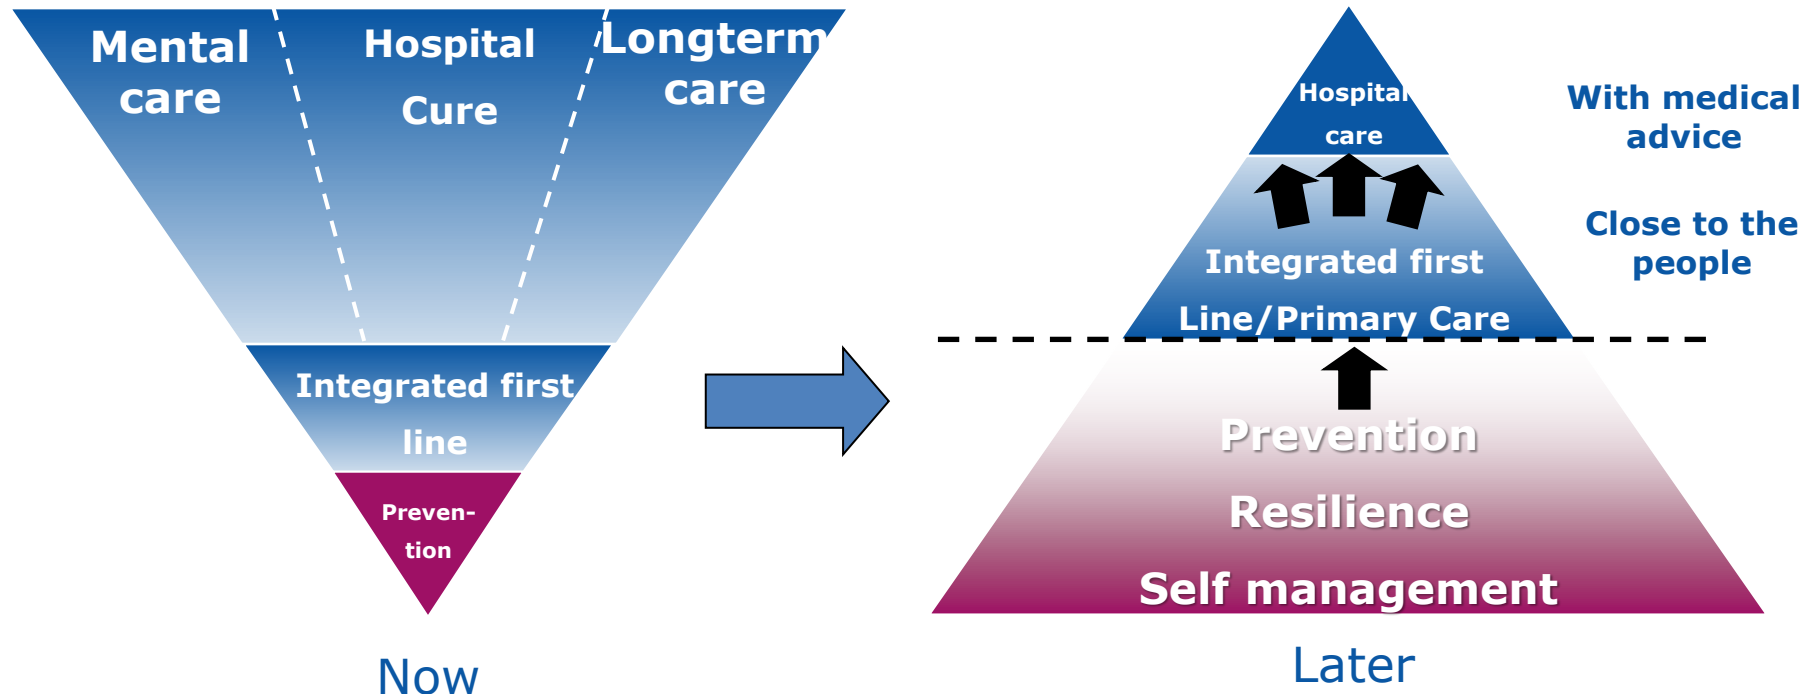 Mental
care
Hospital
Cure
Longterm
care
Integrated first
line
Preven-
tion
Now
Hospital
care
Integrated first
Line/Primary Care
Prevention
Resilience
Self management
Later
With medical
advice
Close to the
people